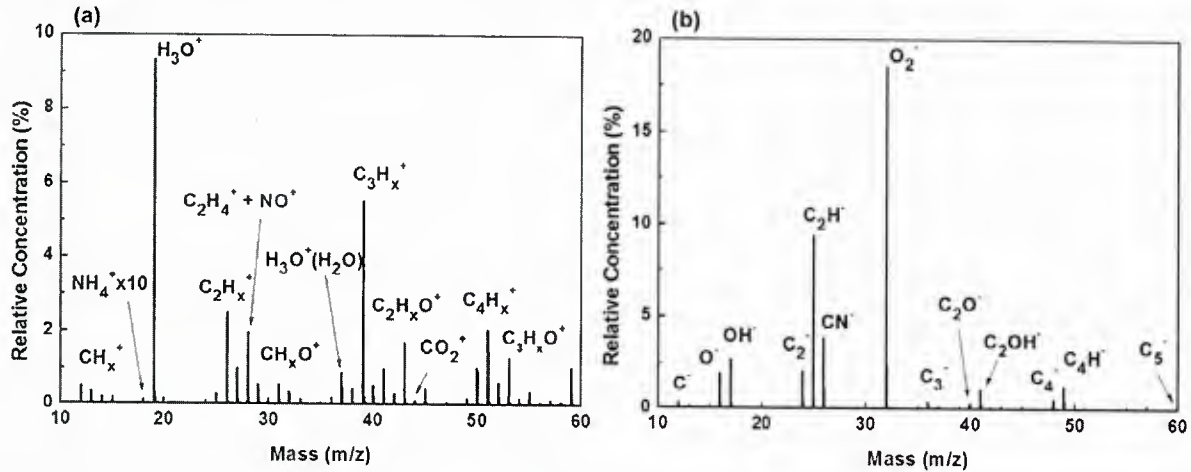 (a)
10
8
6
4
2
0
Relative Concentration (%)
H₃O⁺
C₃Hₓ⁺
C₂H₄⁺ + NO⁺
H₃O⁺(H₂O)
NH₄⁺x10
C₂Hₓ⁺
C₂HₓO⁺
C₄Hₓ⁺
CHₓ⁺
CHₓO⁺
CO₂⁺
C₃HₓO⁺
10 20 30 40 50 60
Mass (m/z)
(b)
20
15
10
5
0
Relative Concentration (%)
O₂⁻
C₂H⁻
CN⁻
C₂O⁻
OH⁻
C₂⁻
C₂OH⁻
O⁻
C₄H⁻
C₅⁻
C⁻
C₃⁻
C₄⁻
10 20 30 40 50 60
Mass (m/z)